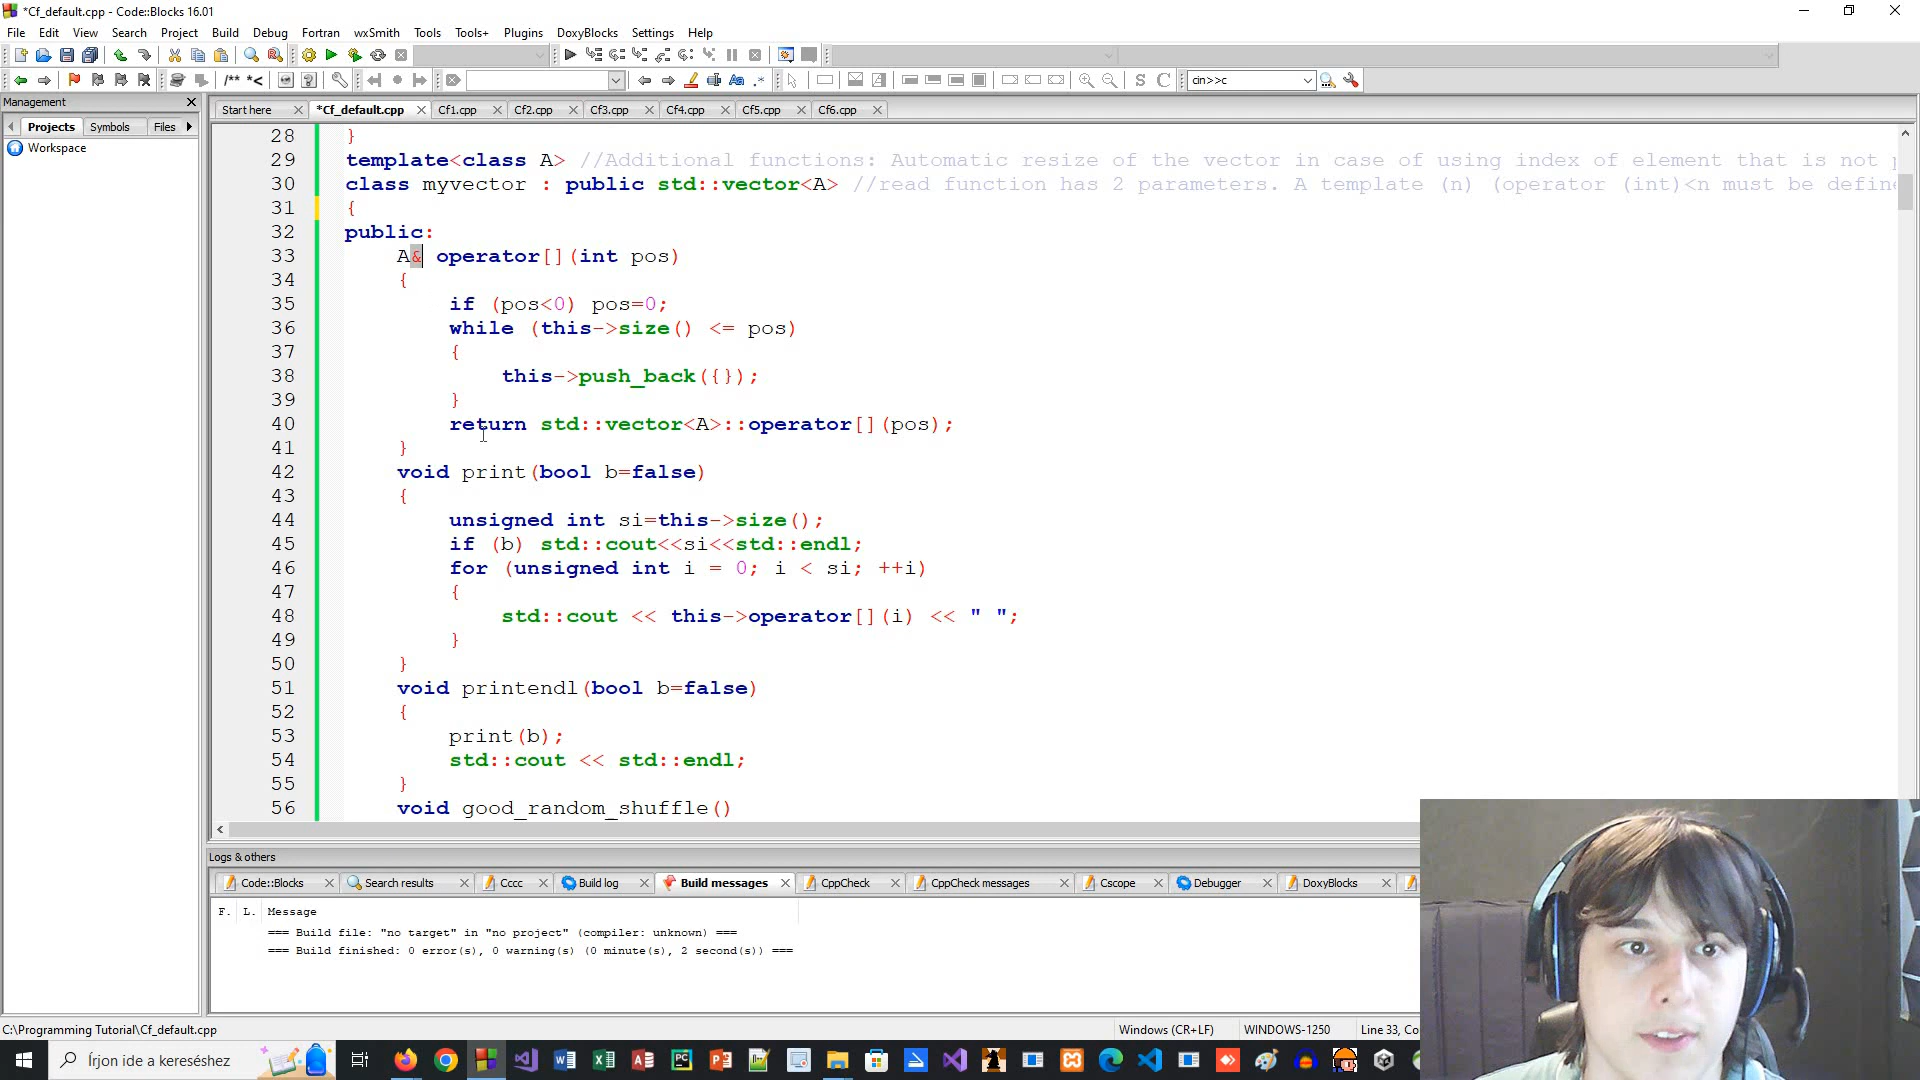 *Cf_default.cpp - Code::Blocks 16.01
File Edit View Search Project Build Debug Fortran wxSmith Tools Tools+ Plugins DoxyBlocks Settings Help
/** *< cin>>c
Management
Start here *Cf_default.cpp Cf1.cpp Cf2.cpp Cf3.cpp Cf4.cpp Cf5.cpp Cf6.cpp
Projects Symbols Files
Workspace
28 }
29 template<class A> //Additional functions: Automatic resize of the vector in case of using index of element that is not
30 class myvector : public std::vector<A> //read function has 2 parameters. A template (n) (operator (int)<n must be define
31 {
32 public:
33 A& operator[](int pos)
34 {
35 if (pos<0) pos=0;
36 while (this->size() <= pos)
37 {
38 this->push_back({});
39 }
40 return std::vector<A>::operator[](pos);
41 }
42 void print(bool b=false)
43 {
44 unsigned int si=this->size();
45 if (b) std::cout<<si<<std::endl;
46 for (unsigned int i = 0; i < si; ++i)
47 {
48 std::cout << this->operator[](i) << " ";
49 }
50 }
51 void printendl(bool b=false)
52 {
53 print(b);
54 std::cout << std::endl;
55 }
56 void good_random_shuffle()
Logs & others
Code::Blocks Search results Cccc Build log Build messages CppCheck CppCheck messages Cscope Debugger DoxyBlocks
F. L. Message
=== Build file: "no target" in "no project" (compiler: unknown) ===
=== Build finished: 0 error(s), 0 warning(s) (0 minute(s), 2 second(s)) ===
C:\Programming Tutorial\Cf_default.cpp Windows (CR+LF) WINDOWS-1250 Line 33, Co
Írjon ide a kereséshez